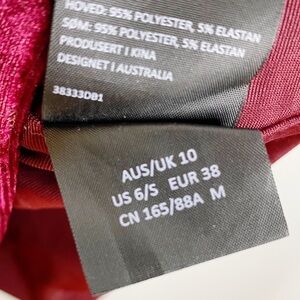 HOVED: 95% POLYESTER, 5% ELASTAN
SØM: 95% POLYESTER, 5% ELASTAN
PRODUSERT I KINA
DESIGNET I AUSTRALIA
38333DB1
AUS/UK 10
US 6/S EUR 38
CN 165/88A M